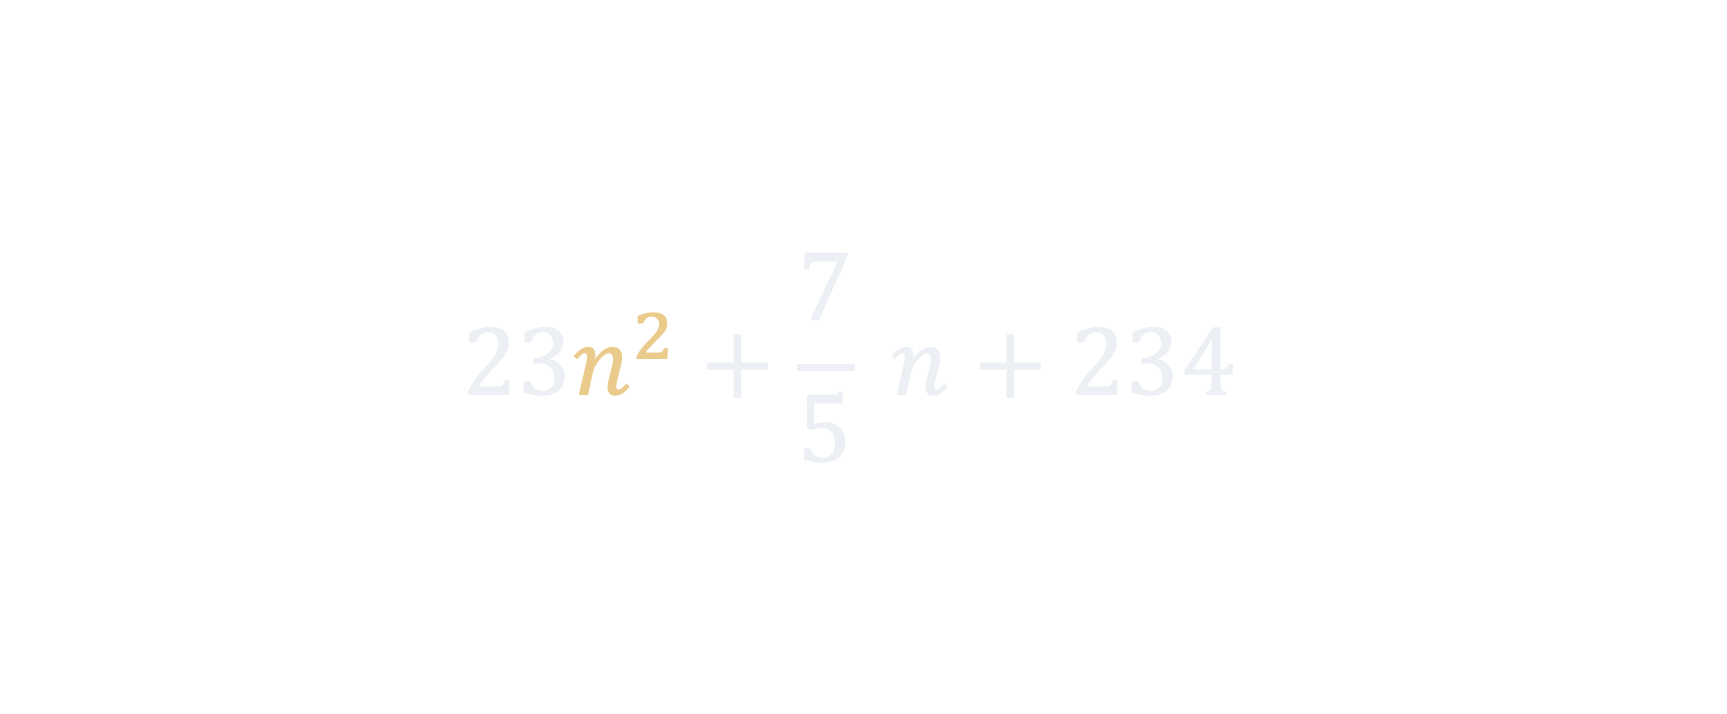 23n² + 7/5 n + 234